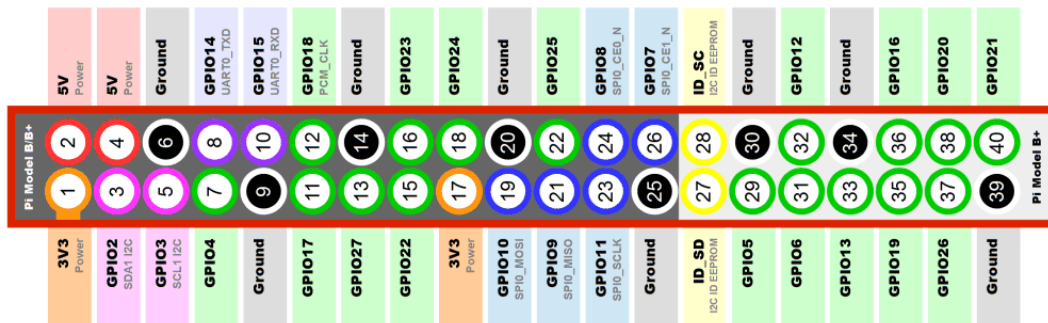 5V
Power
5V
Power
Ground
GPIO14
UART0_TXD
GPIO15
UART0_RXD
GPIO18
PCM_CLK
Ground
GPIO23
GPIO24
Ground
GPIO25
GPIO8
SPI0_CE0_N
GPIO7
SPI0_CE1_N
ID_SC
I2C ID EEPROM
Ground
GPIO12
Ground
GPIO16
GPIO20
GPIO21
Pi Model B/B+
2 4 6 8 10 12 14 16 18 20 22 24 26 28 30 32 34 36 38 40
1 3 5 7 9 11 13 15 17 19 21 23 25 27 29 31 33 35 37 39
Pi Model B+
3V3
Power
GPIO2
SDA1 I2C
GPIO3
SCL1 I2C
GPIO4
Ground
GPIO17
GPIO27
GPIO22
3V3
Power
GPIO10
SPI0_MOSI
GPIO9
SPI0_MISO
GPIO11
SPI0_SCLK
Ground
ID_SD
I2C ID EEPROM
GPIO5
GPIO6
GPIO13
GPIO19
GPIO26
Ground